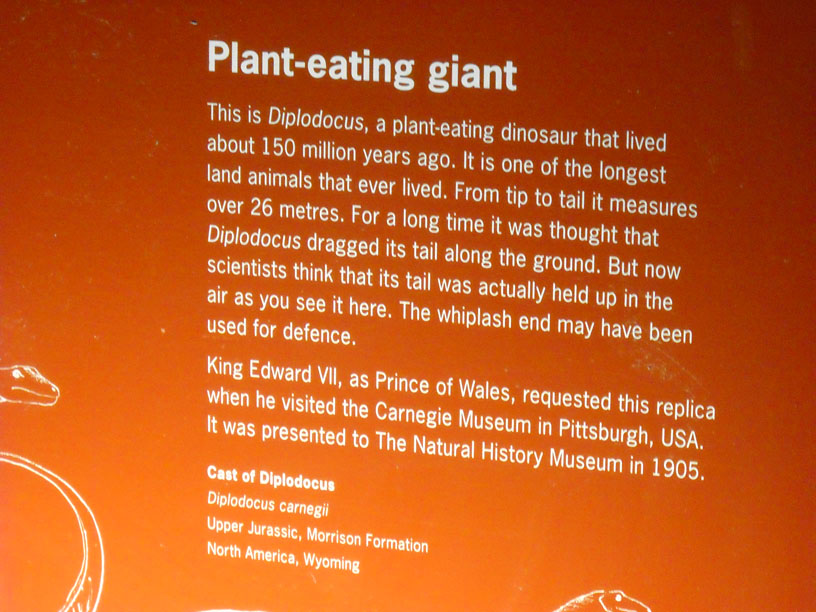 Plant-eating giant
This is Diplodocus, a plant-eating dinosaur that lived
about 150 million years ago. It is one of the longest
land animals that ever lived. From tip to tail it measures
over 26 metres. For a long time it was thought that
Diplodocus dragged its tail along the ground. But now
scientists think that its tail was actually held up in the
air as you see it here. The whiplash end may have been
used for defence.
King Edward VII, as Prince of Wales, requested this replica
when he visited the Carnegie Museum in Pittsburgh, USA.
It was presented to The Natural History Museum in 1905.
Cast of Diplodocus
Diplodocus carnegii
Upper Jurassic, Morrison Formation
North America, Wyoming